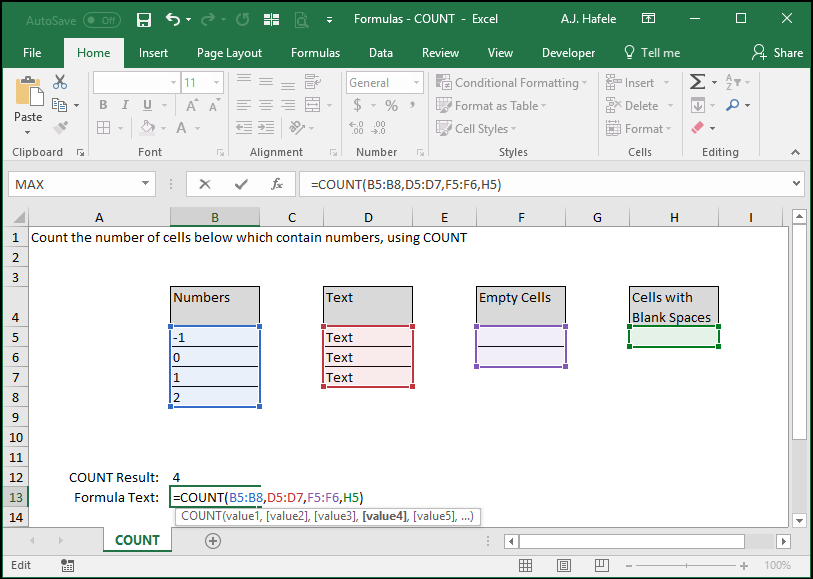 AutoSave Off Formulas - COUNT - Excel A.J. Hafele
File Home Insert Page Layout Formulas Data Review View Developer Tell me Share
Paste
11
B I U A A
A
General
$ % ,
.00 .00
Conditional Formatting
Format as Table
Cell Styles
Insert
Delete
Format
Clipboard Font Alignment Number Styles Cells Editing
MAX =COUNT(B5:B8,D5:D7,F5:F6,H5)
A B C D E F G H I
1 Count the number of cells below which contain numbers, using COUNT
2
3
4 Numbers Text Empty Cells Cells with
Blank Spaces
5 -1 Text
6 0 Text
7 1 Text
8 2
9
10
11
12 COUNT Result: 4
13 Formula Text: =COUNT(B5:B8,D5:D7,F5:F6,H5)
14 COUNT(value1, [value2], [value3], [value4], [value5], ...)
COUNT
Edit 100%